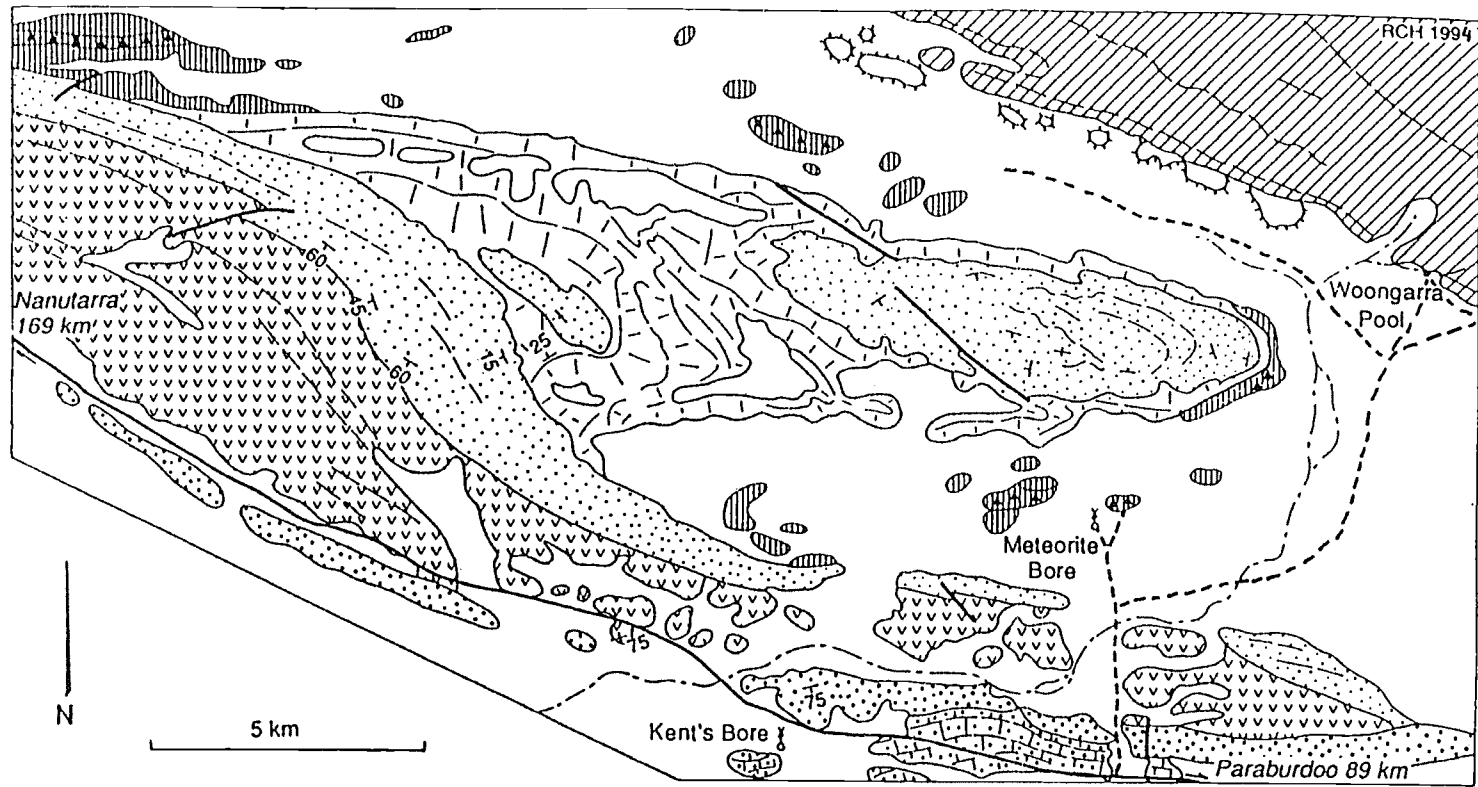 RCH 1994
Nanutarra
169 km
60
45
60
75
25
Woongarra
Pool
Meteorite
Bore
75
75
N
5 km
Kent's Bore
Paraburdoo 89 km